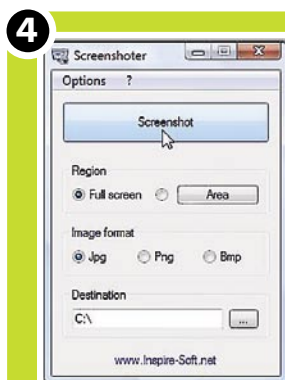 4
Screenshoter
Options ?
Screenshot
Region
Full screen Area
Image format
Jpg Png Bmp
Destination
C:\ ...
www.Inspire-Soft.net